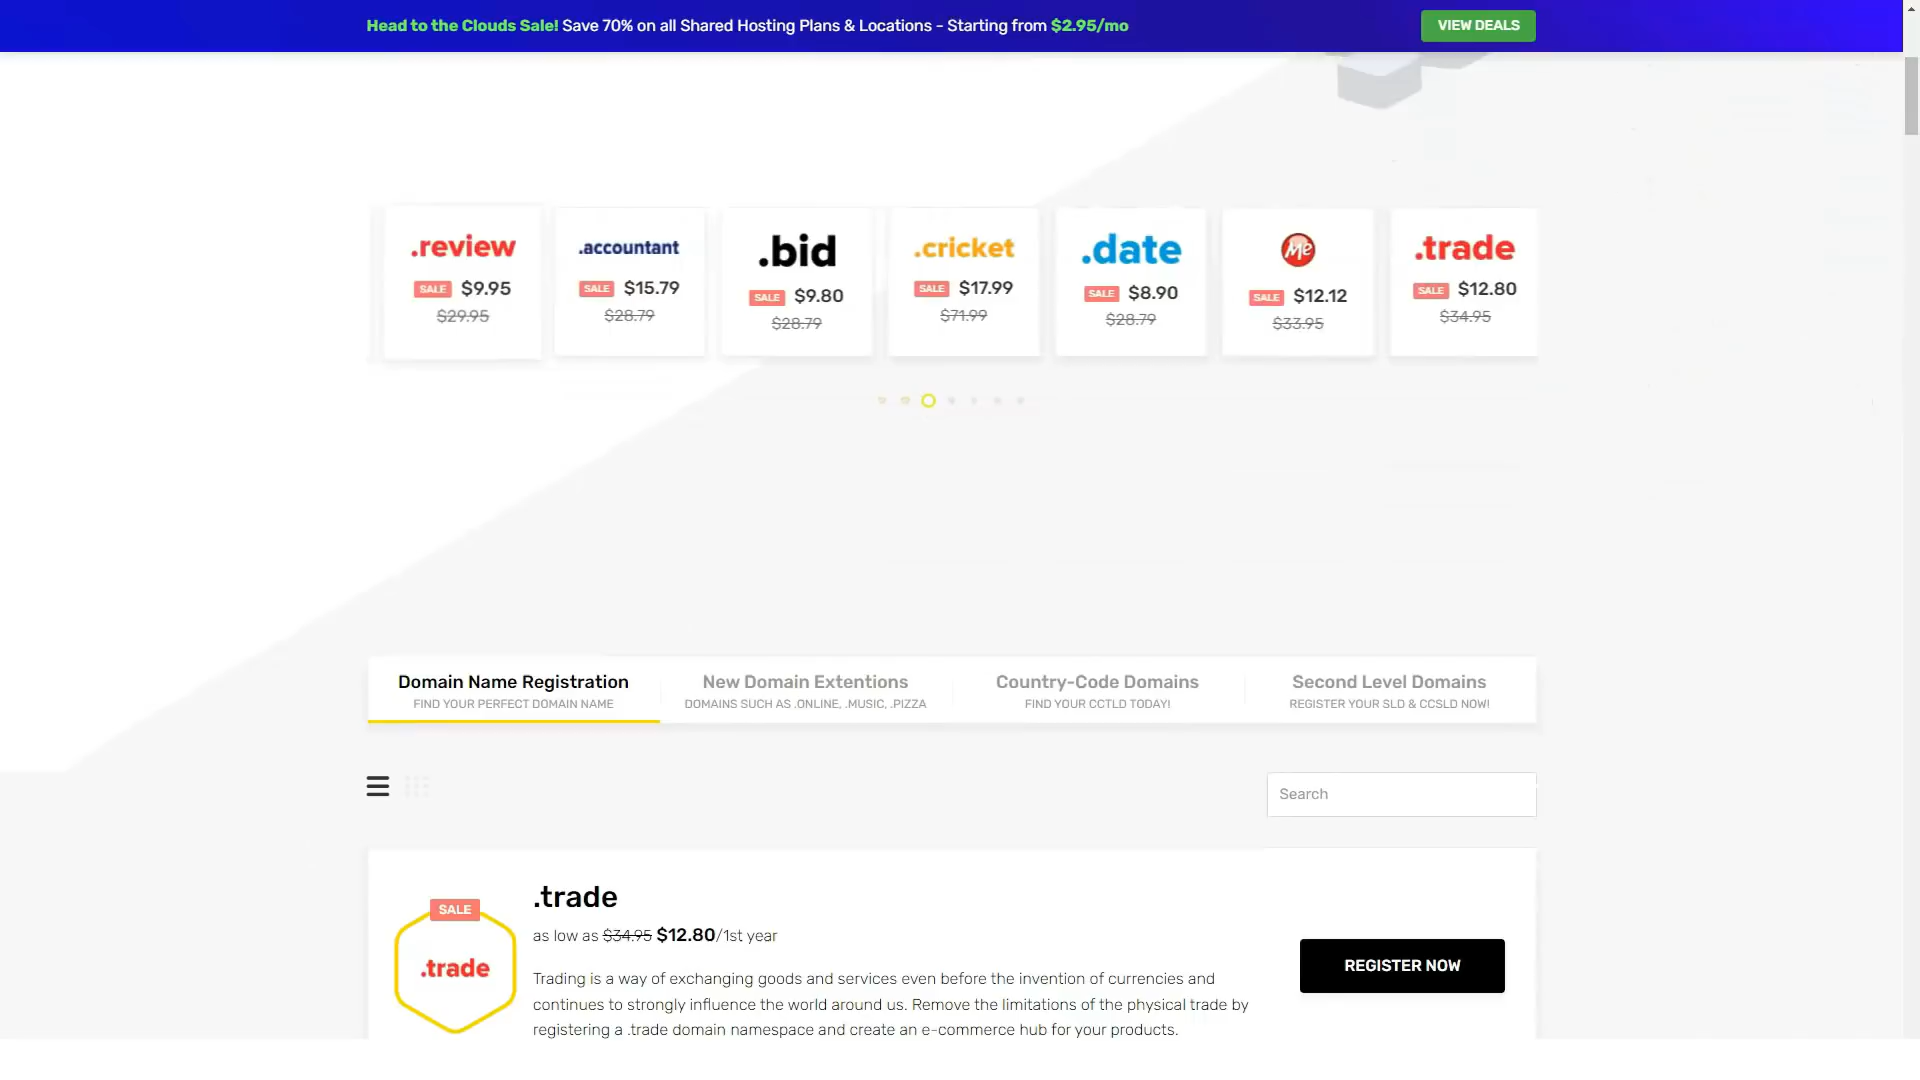 Head to the Clouds Sale! Save 70% on all Shared Hosting Plans & Locations - Starting from $2.95/mo
VIEW DEALS
.review
SALE $9.95
$29.95
.accountant
SALE $15.79
$28.79
.bid
SALE $9.80
$28.79
.cricket
SALE $17.99
$71.99
.date
SALE $8.90
$28.79
Me
SALE $12.12
$33.95
.trade
SALE $12.80
$34.95
Domain Name Registration
FIND YOUR PERFECT DOMAIN NAME
New Domain Extentions
DOMAINS SUCH AS .ONLINE, .MUSIC, .PIZZA
Country-Code Domains
FIND YOUR CCTLD TODAY!
Second Level Domains
REGISTER YOUR SLD & CCSLD NOW!
Search
SALE
.trade
.trade
as low as $34.95 $12.80/1st year
Trading is a way of exchanging goods and services even before the invention of currencies and
continues to strongly influence the world around us. Remove the limitations of the physical trade by
registering a .trade domain namespace and create an e-commerce hub for your products.
REGISTER NOW